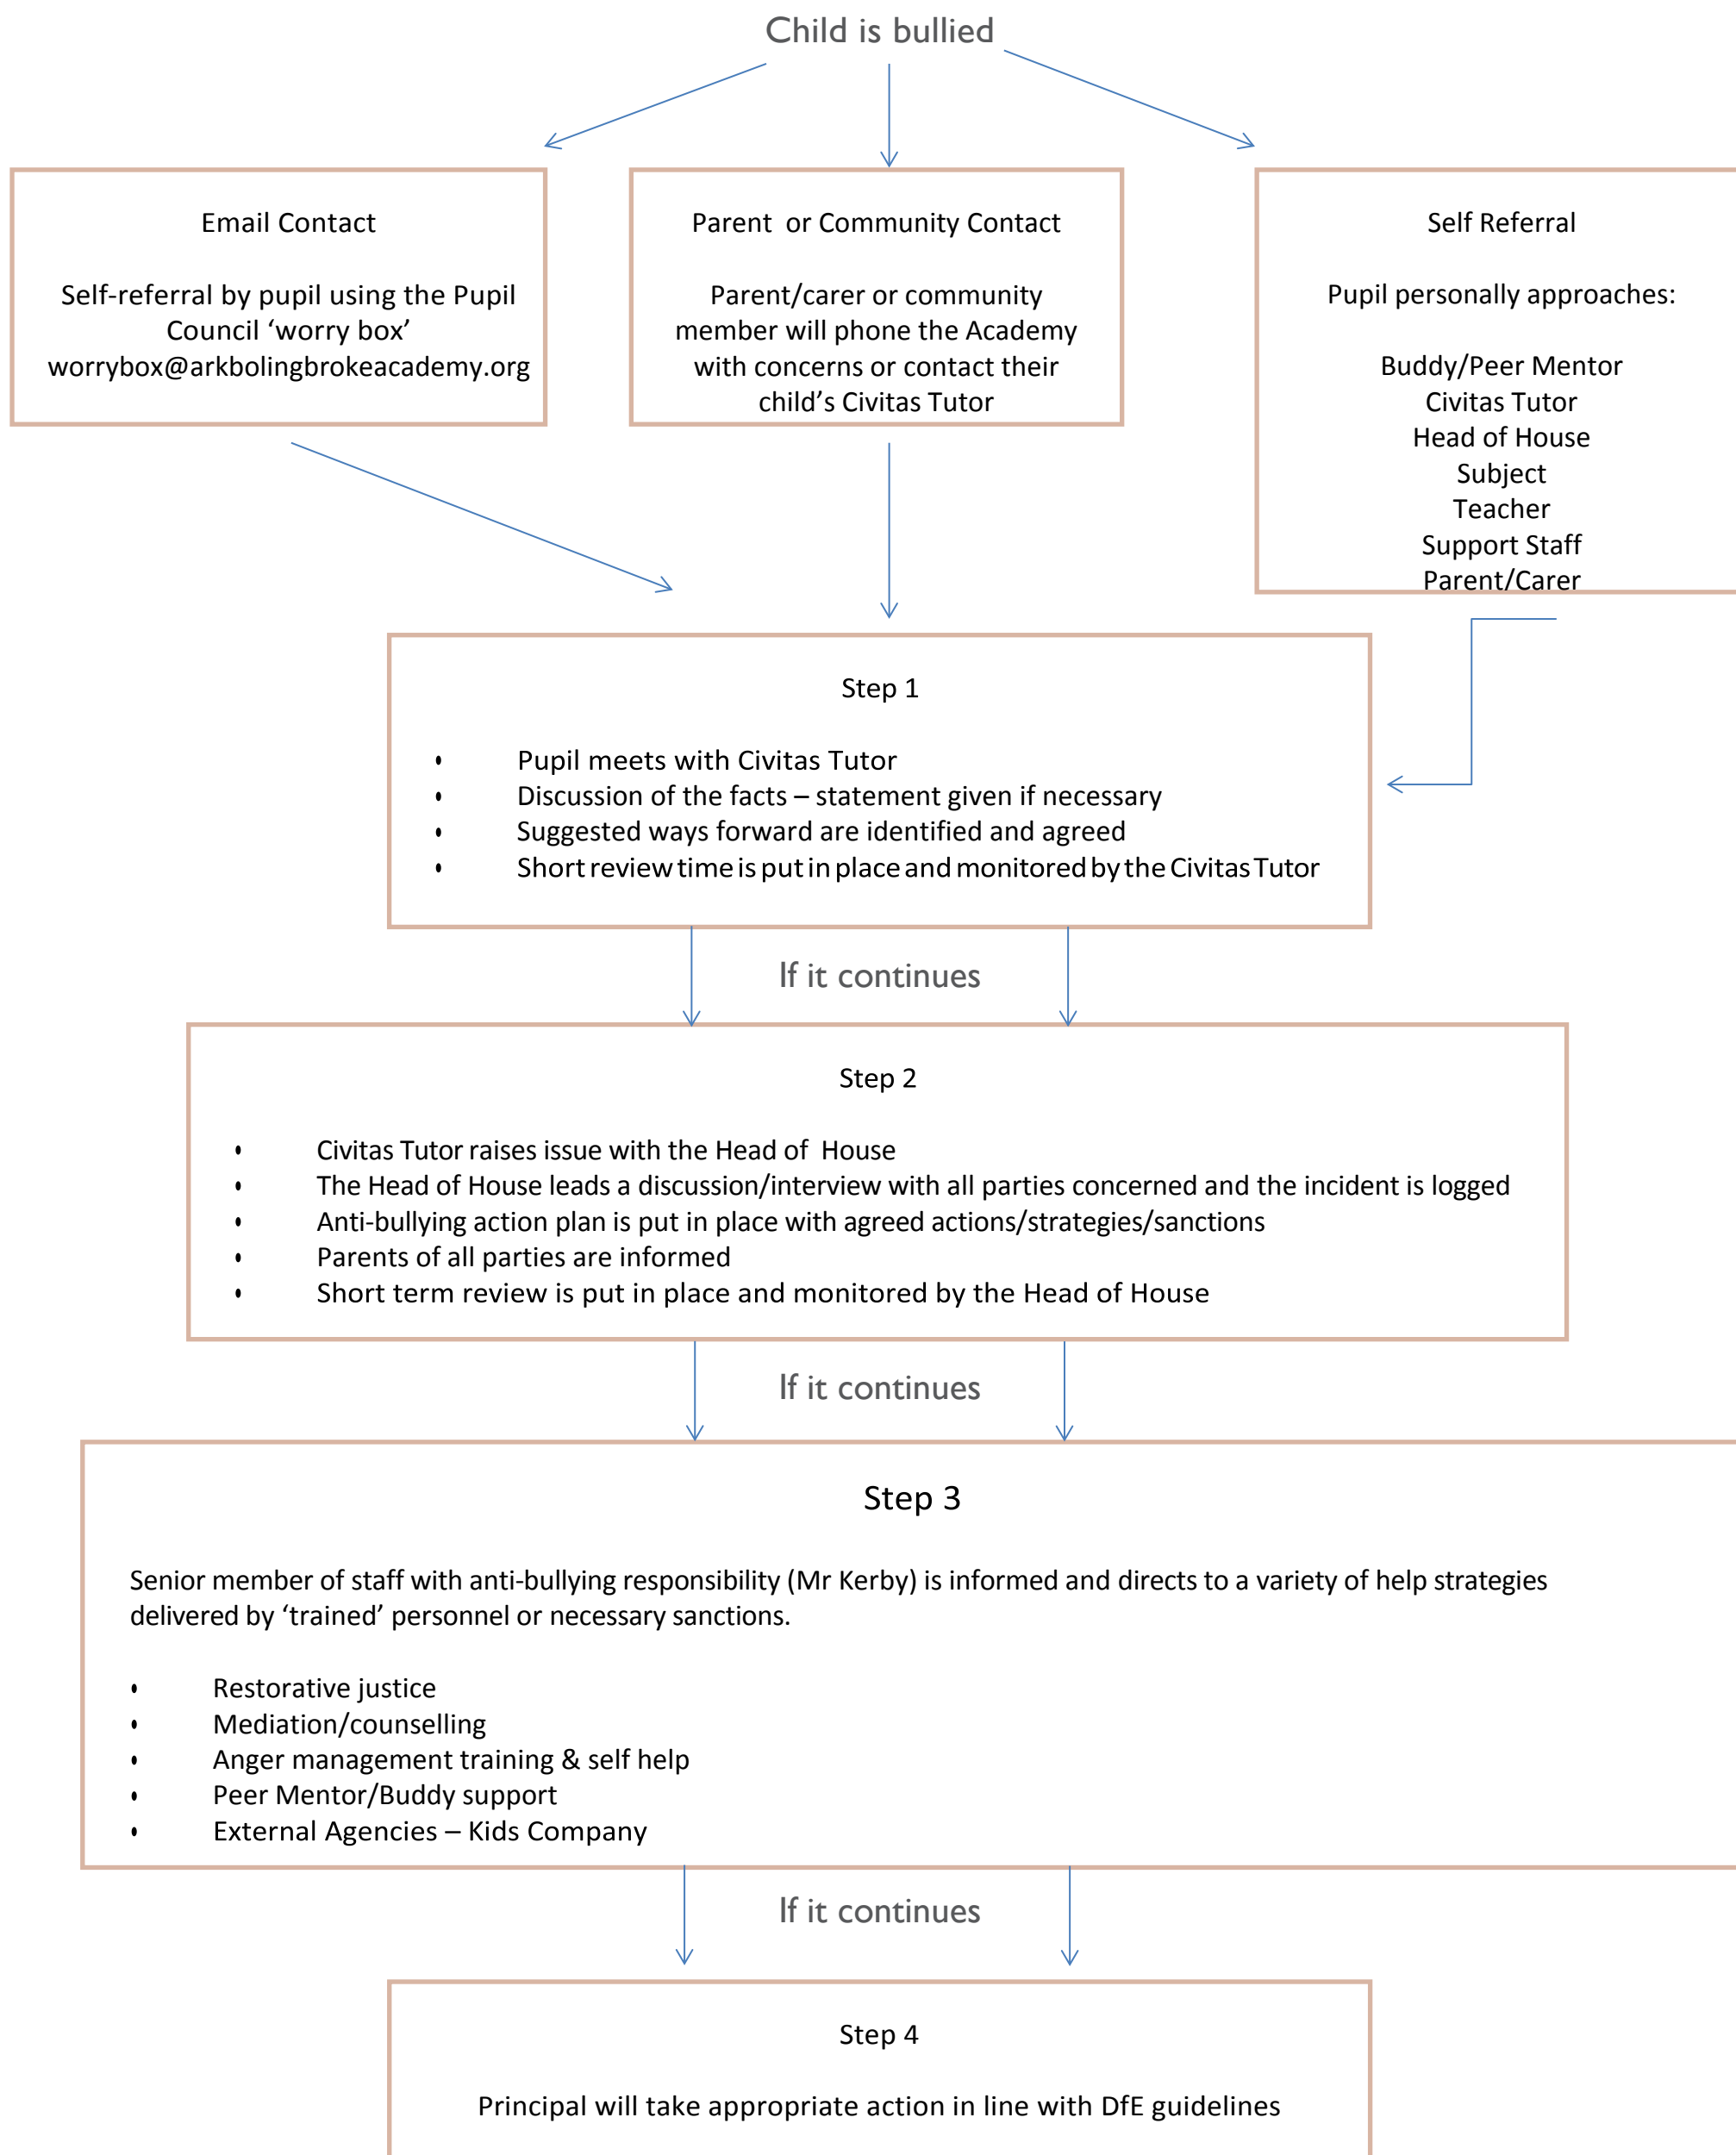 Child is bullied
Email Contact
Self-referral by pupil using the Pupil
Council ‘worry box’
worrybox@arkbolingbrokeacademy.org
Parent or Community Contact
Parent/carer or community
member will phone the Academy
with concerns or contact their
child’s Civitas Tutor
Self Referral
Pupil personally approaches:
Buddy/Peer Mentor
Civitas Tutor
Head of House
Subject
Teacher
Support Staff
Parent/Carer
Step 1
• Pupil meets with Civitas Tutor
• Discussion of the facts – statement given if necessary
• Suggested ways forward are identified and agreed
• Short review time is put in place and monitored by the Civitas Tutor
If it continues
Step 2
• Civitas Tutor raises issue with the Head of House
• The Head of House leads a discussion/interview with all parties concerned and the incident is logged
• Anti-bullying action plan is put in place with agreed actions/strategies/sanctions
• Parents of all parties are informed
• Short term review is put in place and monitored by the Head of House
If it continues
Step 3
Senior member of staff with anti-bullying responsibility (Mr Kerby) is informed and directs to a variety of help strategies
delivered by ‘trained’ personnel or necessary sanctions.
• Restorative justice
• Mediation/counselling
• Anger management training & self help
• Peer Mentor/Buddy support
• External Agencies – Kids Company
If it continues
Step 4
Principal will take appropriate action in line with DfE guidelines